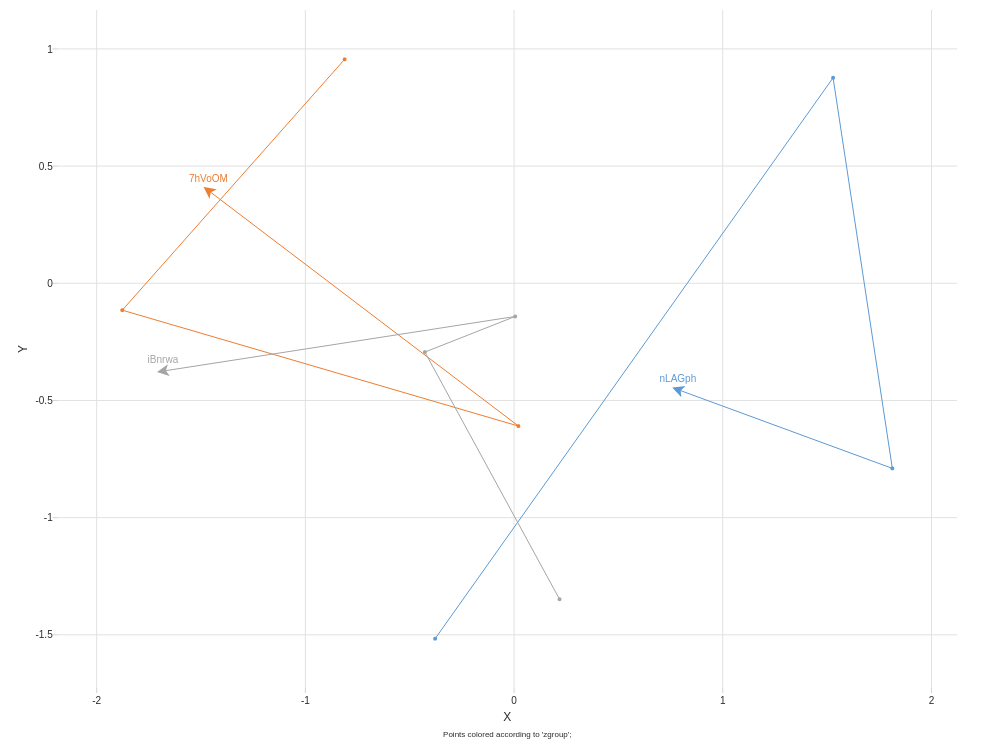 1
0.5
7hVoOM
0
iBnrwa
nLAGph
-0.5
-1
-1.5
Y
-2 -1 0 1 2
X
Points colored according to 'zgroup';